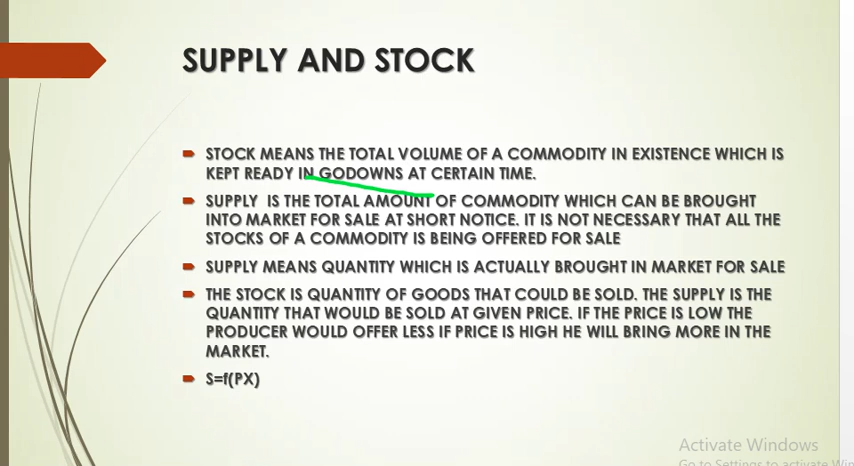 SUPPLY AND STOCK
STOCK MEANS THE TOTAL VOLUME OF A COMMODITY IN EXISTENCE WHICH IS
KEPT READY IN GODOWNS AT CERTAIN TIME.
SUPPLY IS THE TOTAL AMOUNT OF COMMODITY WHICH CAN BE BROUGHT
INTO MARKET FOR SALE AT SHORT NOTICE. IT IS NOT NECESSARY THAT ALL THE
STOCKS OF A COMMODITY IS BEING OFFERED FOR SALE
SUPPLY MEANS QUANTITY WHICH IS ACTUALLY BROUGHT IN MARKET FOR SALE
THE STOCK IS QUANTITY OF GOODS THAT COULD BE SOLD. THE SUPPLY IS THE
QUANTITY THAT WOULD BE SOLD AT GIVEN PRICE. IF THE PRICE IS LOW THE
PRODUCER WOULD OFFER LESS IF PRICE IS HIGH HE WILL BRING MORE IN THE
MARKET.
S=f(PX)
Activate Windows
Go to Settings to activate